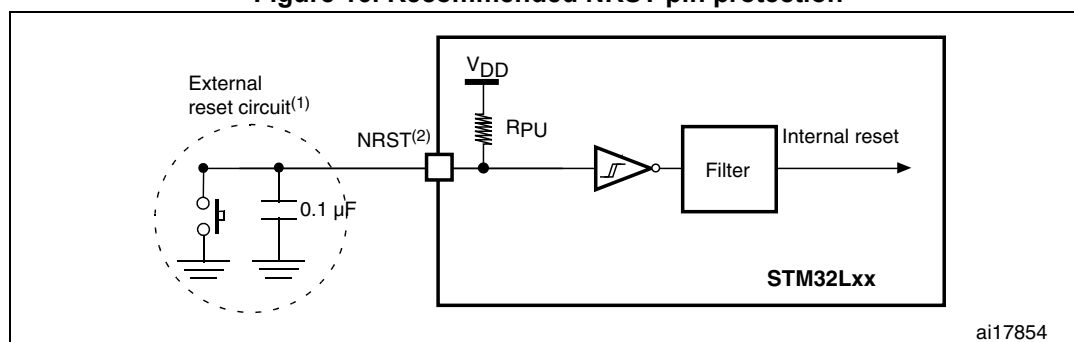 Figure 18. Recommended NRST pin protection
External
reset circuit(1)
VDD
NRST(2)
RPU
Internal reset
Filter
0.1 µF
STM32Lxx
ai17854